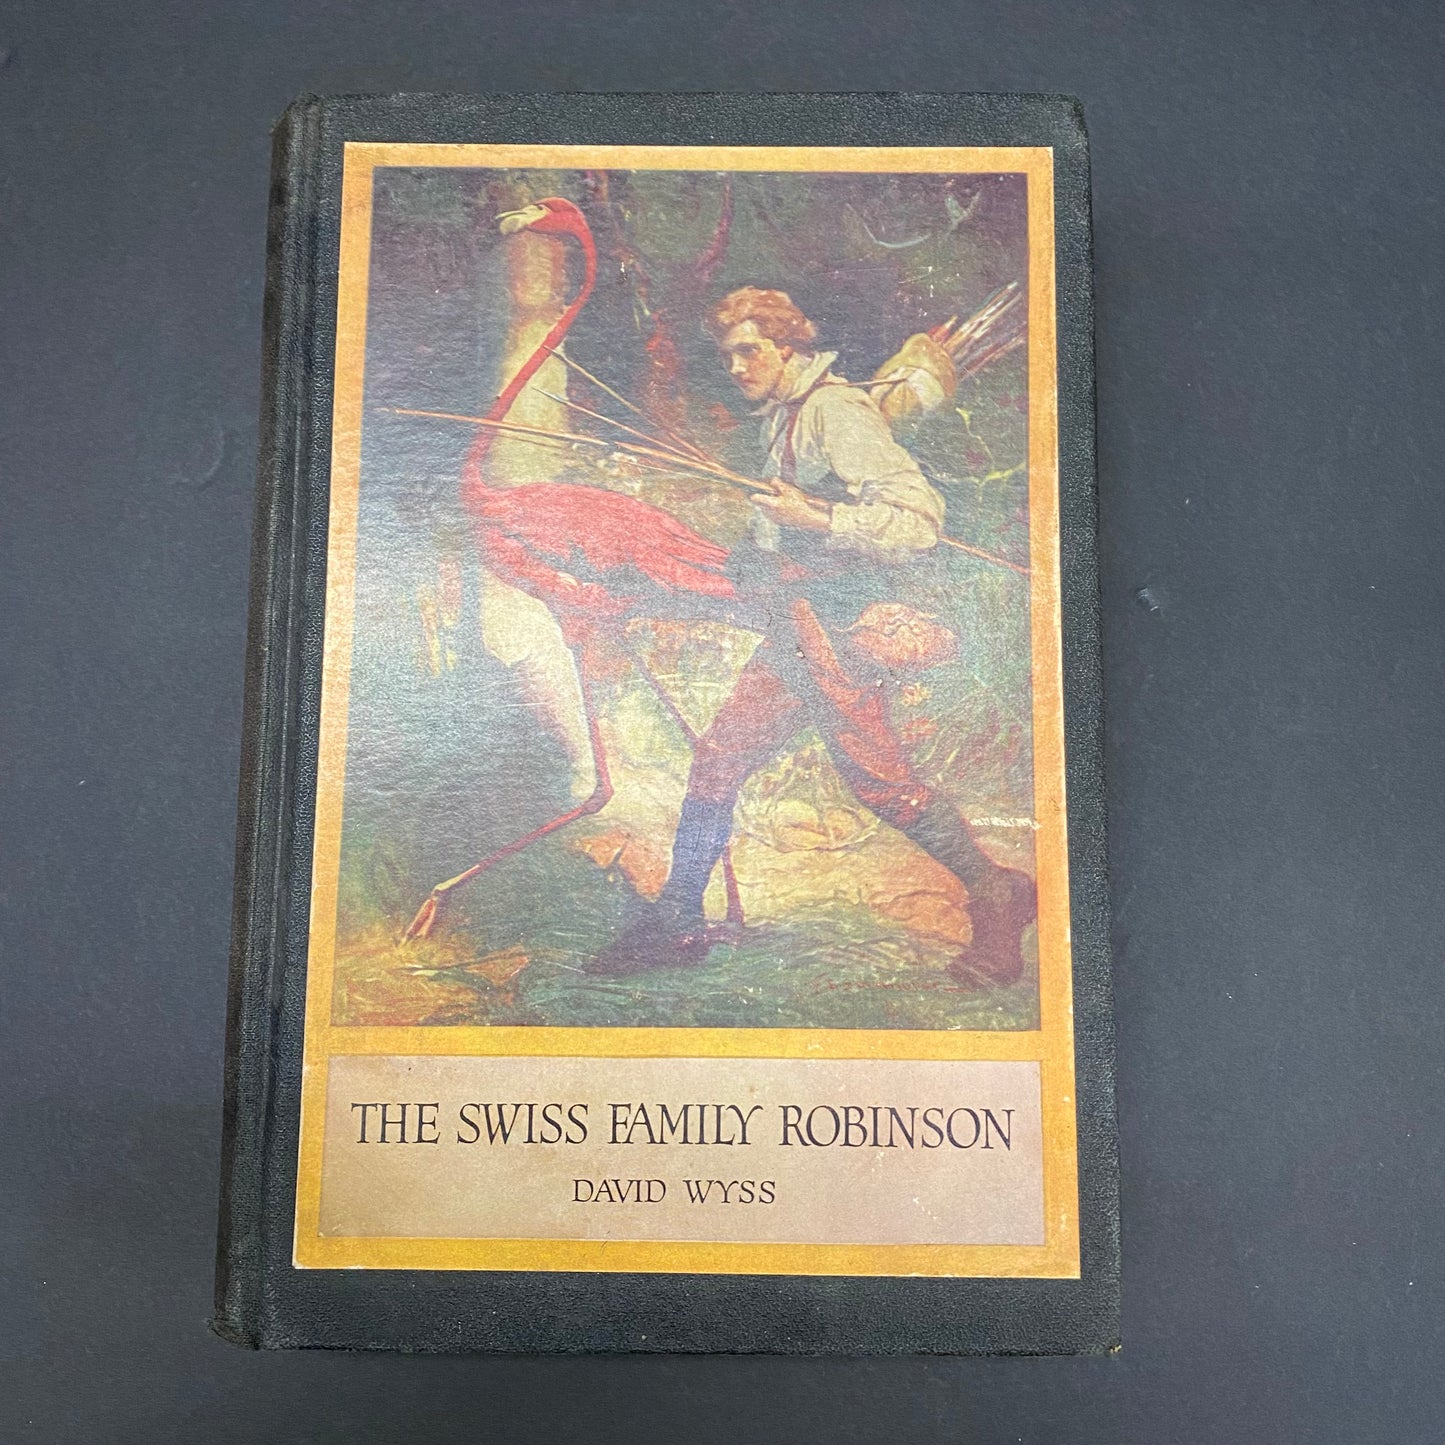 THE SWISS FAMILY ROBINSON
DAVID WYSS